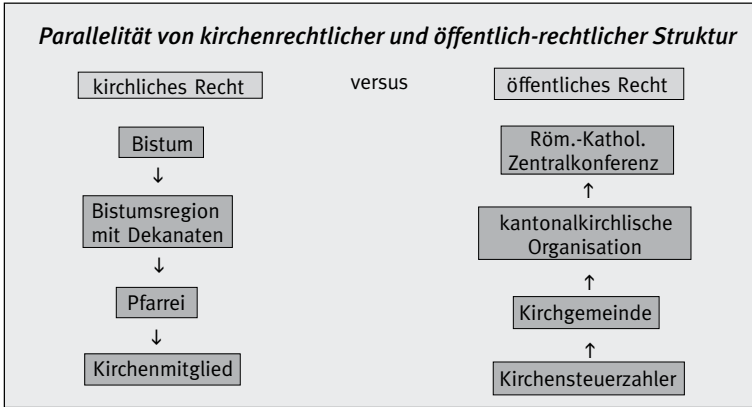 Parallelität von kirchenrechtlicher und öffentlich-rechtlicher Struktur
kirchliches Recht versus öffentliches Recht
Bistum
↓
Bistumsregion
mit Dekanaten
↓
Pfarrei
↓
Kirchenmitglied
Röm.-Kathol.
Zentralkonferenz
↑
kantonalkirchlische
Organisation
↑
Kirchgemeinde
↑
Kirchensteuerzahler